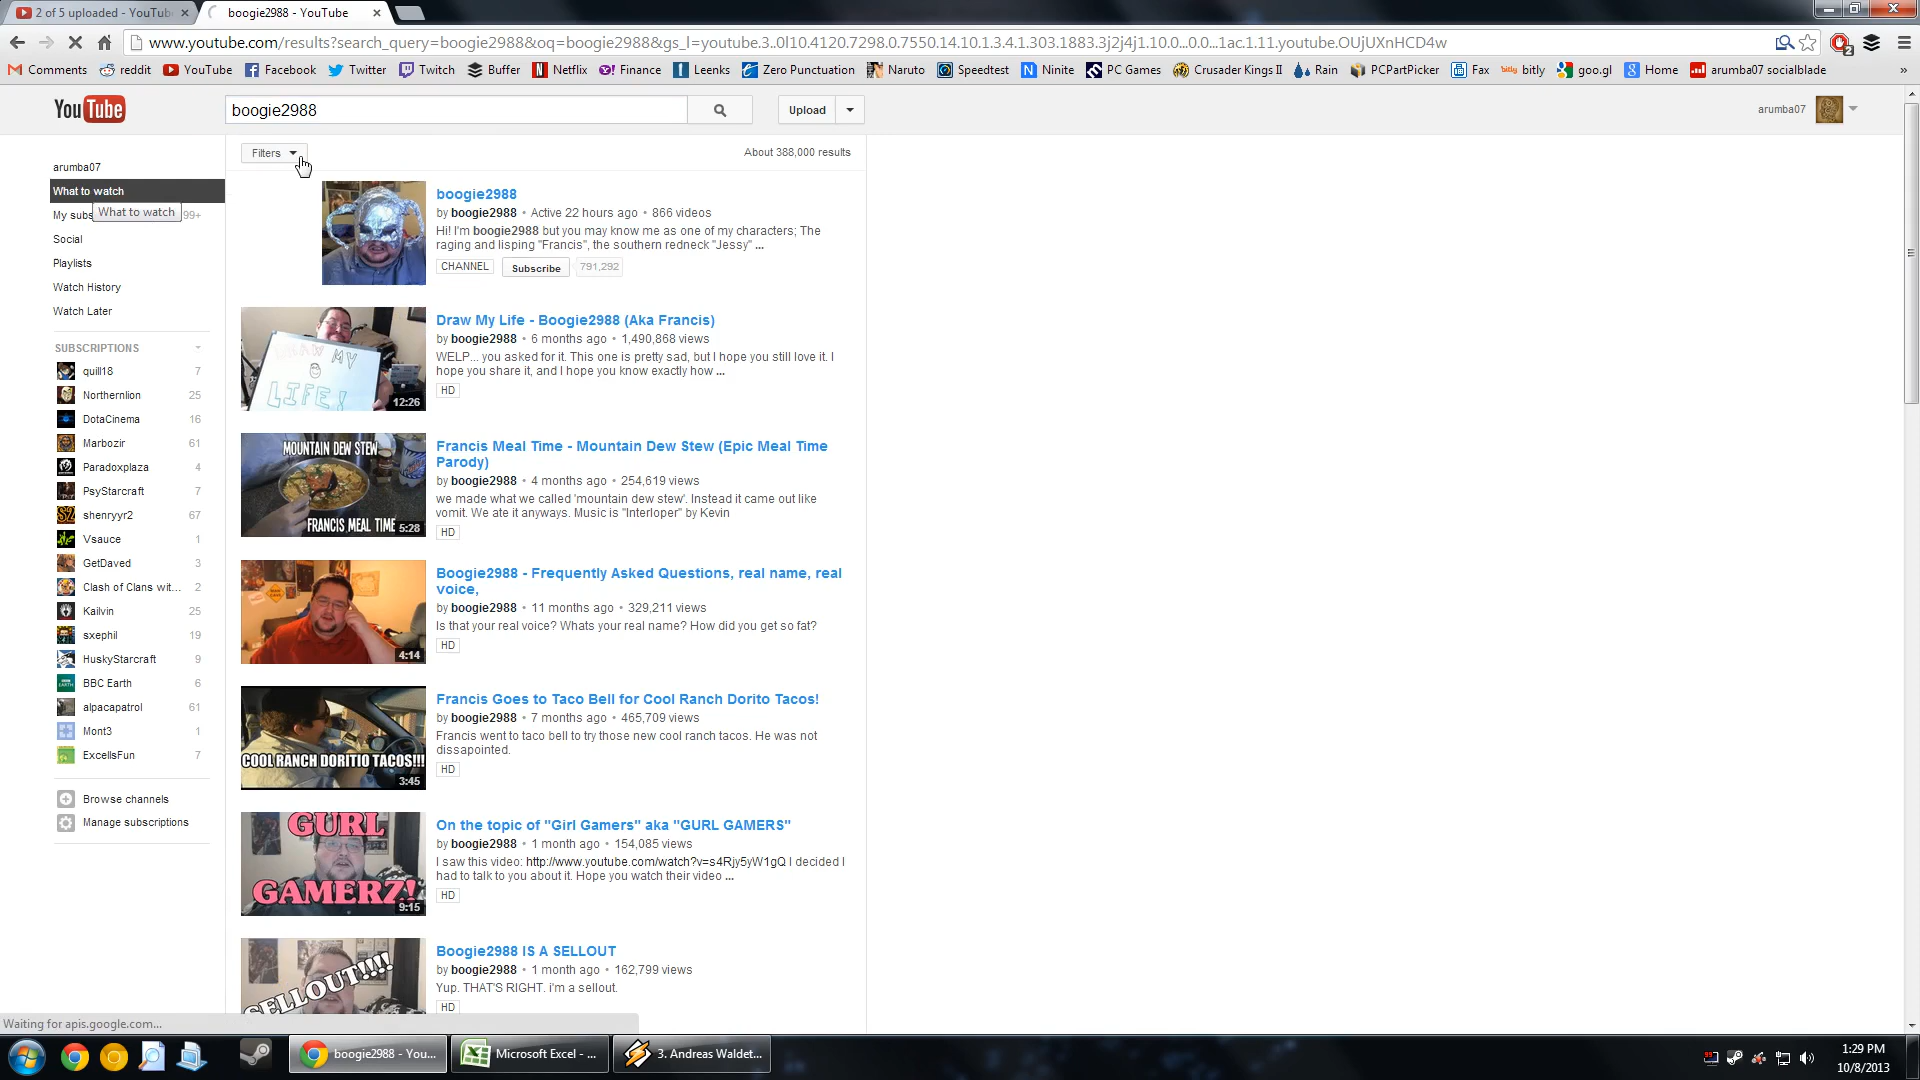 2 of 5 uploaded - YouTub
boogie2988 - YouTube
www.youtube.com/results?search_query=boogie2988&oq=boogie2988&gs_l=youtube.3..0l10.4120.7298.0.7550.14.10.1.3.4.1.303.1883.3j2j4j1.10.0...0.0...1ac.1.11.youtube.OUjUXnHCD4w
Comments reddit YouTube Facebook Twitter Twitch Buffer Netflix Finance Leenks Zero Punctuation Naruto Speedtest Ninite PC Games Crusader Kings II Rain PCPartPicker Fax bitly bitly goo.gl Home arumba07 socialblade »
YouTube
boogie2988
Upload
arumba07
arumba07
What to watch
My subs 99+
What to watch
Social
Playlists
Watch History
Watch Later
SUBSCRIPTIONS
quill18 7
Northernlion 25
DotaCinema 16
Marbozir 61
Paradoxplaza 4
PsyStarcraft 7
shenryyr2 67
Vsauce 1
GetDaved 3
Clash of Clans wit... 2
Kailvin 25
sxephil 19
HuskyStarcraft 9
BBC Earth 6
alpacapatrol 61
Mont3 1
ExcellsFun 7
Browse channels
Manage subscriptions
Filters
About 388,000 results
boogie2988
by boogie2988 • Active 22 hours ago • 866 videos
Hi! I'm boogie2988 but you may know me as one of my characters; The
raging and lisping "Francis", the southern redneck "Jessy" ...
CHANNEL Subscribe 791,292
DRAW MY
LIFE!
12:26
Draw My Life - Boogie2988 (Aka Francis)
by boogie2988 • 6 months ago • 1,490,868 views
WELP... you asked for it. This one is pretty sad, but I hope you still love it. I
hope you share it, and I hope you know exactly how ...
HD
MOUNTAIN DEW STEW
FRANCIS MEAL TIME
5:28
Francis Meal Time - Mountain Dew Stew (Epic Meal Time
Parody)
by boogie2988 • 4 months ago • 254,619 views
we made what we called 'mountain dew stew'. Instead it came out like
vomit. We ate it anyways. Music is "Interloper" by Kevin
HD
4:14
Boogie2988 - Frequently Asked Questions, real name, real
voice,
by boogie2988 • 11 months ago • 329,211 views
Is that your real voice? Whats your real name? How did you get so fat?
HD
COOL RANCH DORITIO TACOS!!!
3:45
Francis Goes to Taco Bell for Cool Ranch Dorito Tacos!
by boogie2988 • 7 months ago • 465,709 views
Francis went to taco bell to try those new cool ranch tacos. He was not
dissapointed.
HD
GURL
GAMERZ!
9:15
On the topic of "Girl Gamers" aka "GURL GAMERS"
by boogie2988 • 1 month ago • 154,085 views
I saw this video: http://www.youtube.com/watch?v=s4Rjy5yW1gQ I decided I
had to talk to you about it. Hope you watch their video ...
HD
SELLOUT!!!!
Boogie2988 IS A SELLOUT
by boogie2988 • 1 month ago • 162,799 views
Yup. THAT'S RIGHT. i'm a sellout.
HD
Waiting for apis.google.com...
boogie2988 - You...
Microsoft Excel - ...
3. Andreas Waldet...
1:29 PM
10/8/2013